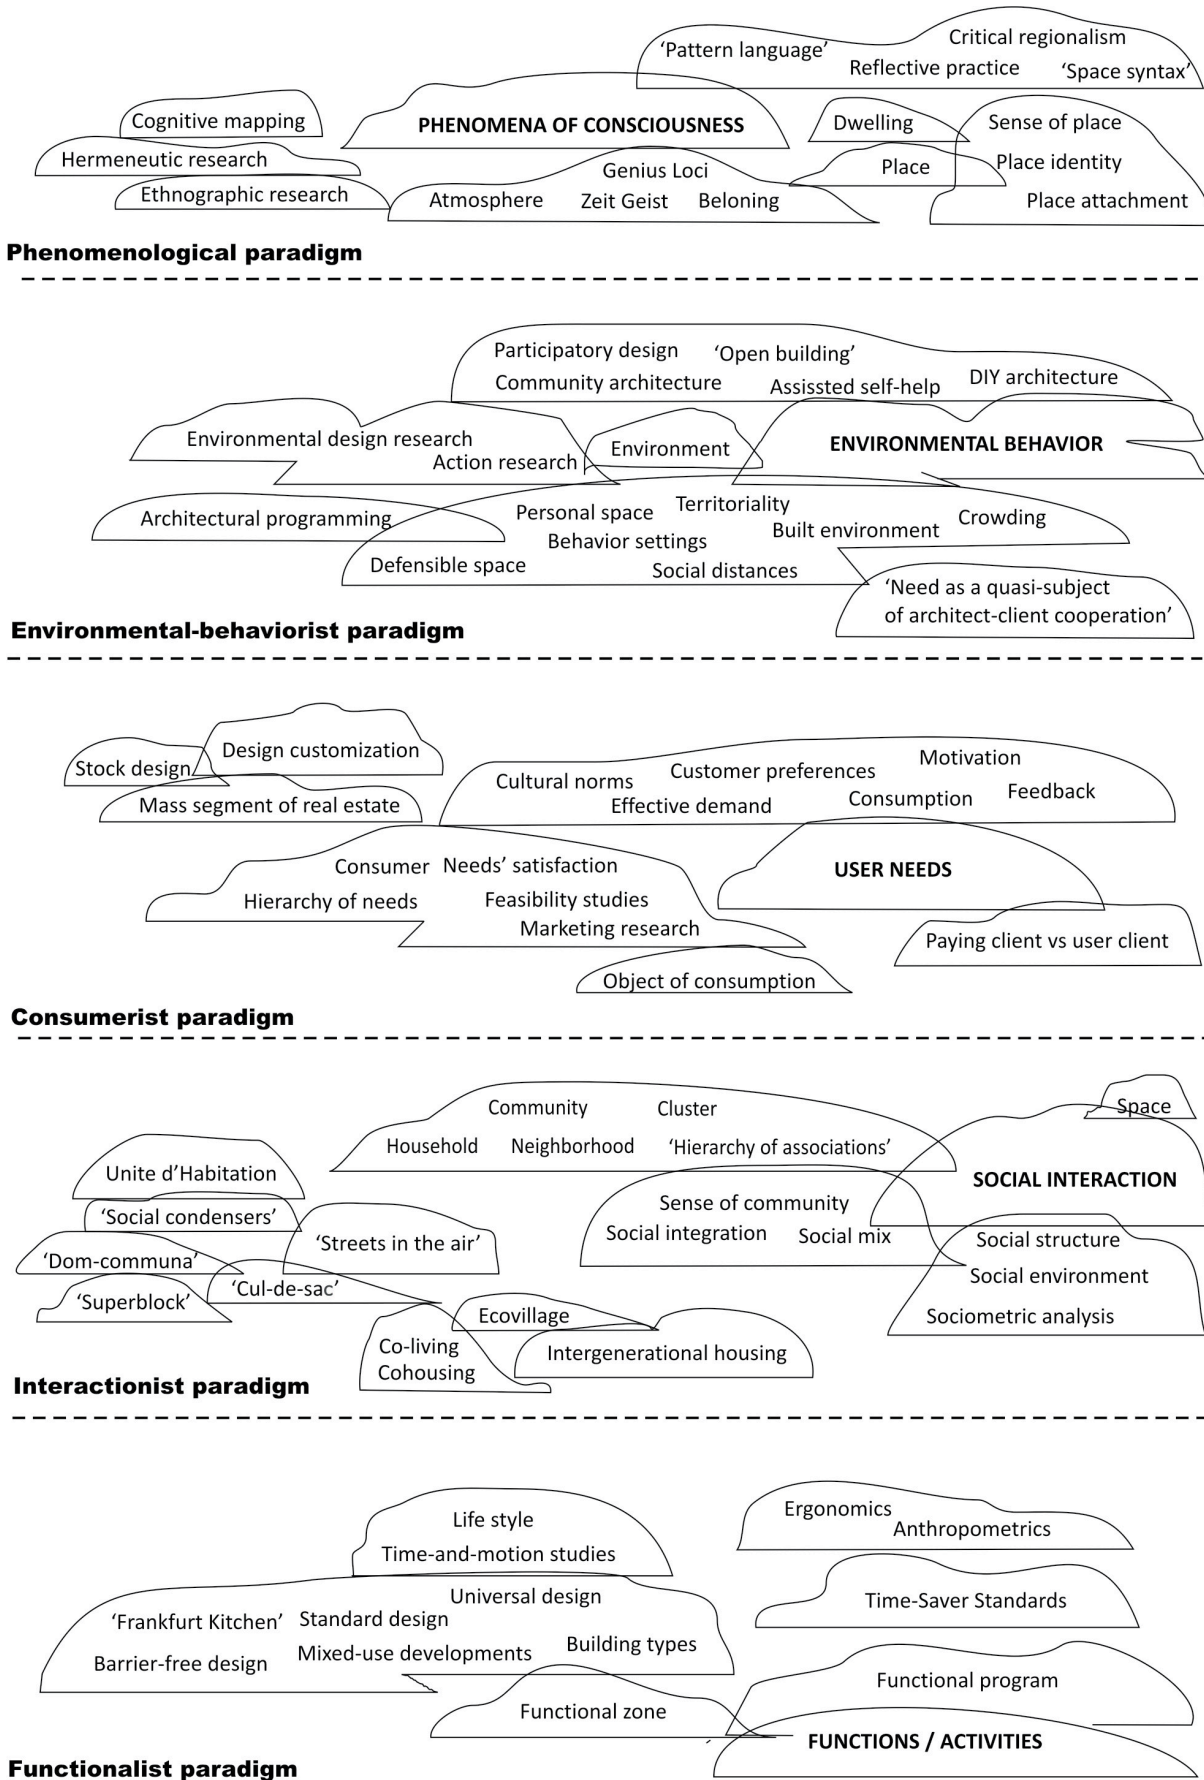 ‘Pattern language’
Critical regionalism
Reflective practice
‘Space syntax’
Cognitive mapping
PHENOMENA OF CONSCIOUSNESS
Dwelling
Sense of place
Hermeneutic research
Genius Loci
Place
Place identity
Ethnographic research
Atmosphere
Zeit Geist
Beloning
Place attachment
Phenomenological paradigm
Participatory design
‘Open building’
Community architecture
Assissted self-help
DIY architecture
Environmental design research
Action research
Environment
ENVIRONMENTAL BEHAVIOR
Architectural programming
Personal space
Territoriality
Behavior settings
Built environment
Crowding
Defensible space
Social distances
‘Need as a quasi-subject
of architect-client cooperation’
Environmental-behaviorist paradigm
Stock design
Design customization
Mass segment of real estate
Cultural norms
Customer preferences
Motivation
Effective demand
Consumption
Feedback
Consumer
Needs’ satisfaction
Hierarchy of needs
Feasibility studies
Marketing research
USER NEEDS
Paying client vs user client
Object of consumption
Consumerist paradigm
Community
Cluster
Household
Neighborhood
‘Hierarchy of associations’
Space
SOCIAL INTERACTION
Unite d’Habitation
‘Social condensers’
Sense of community
Social integration
Social mix
‘Streets in the air’
‘Dom-communa’
Social structure
Social environment
Sociometric analysis
‘Superblock’
‘Cul-de-sac’
Ecovillage
Co-living
Cohousing
Intergenerational housing
Interactionist paradigm
Life style
Time-and-motion studies
Ergonomics
Anthropometrics
Universal design
‘Frankfurt Kitchen’
Standard design
Barrier-free design
Mixed-use developments
Building types
Time-Saver Standards
Functional zone
Functional program
FUNCTIONS / ACTIVITIES
Functionalist paradigm